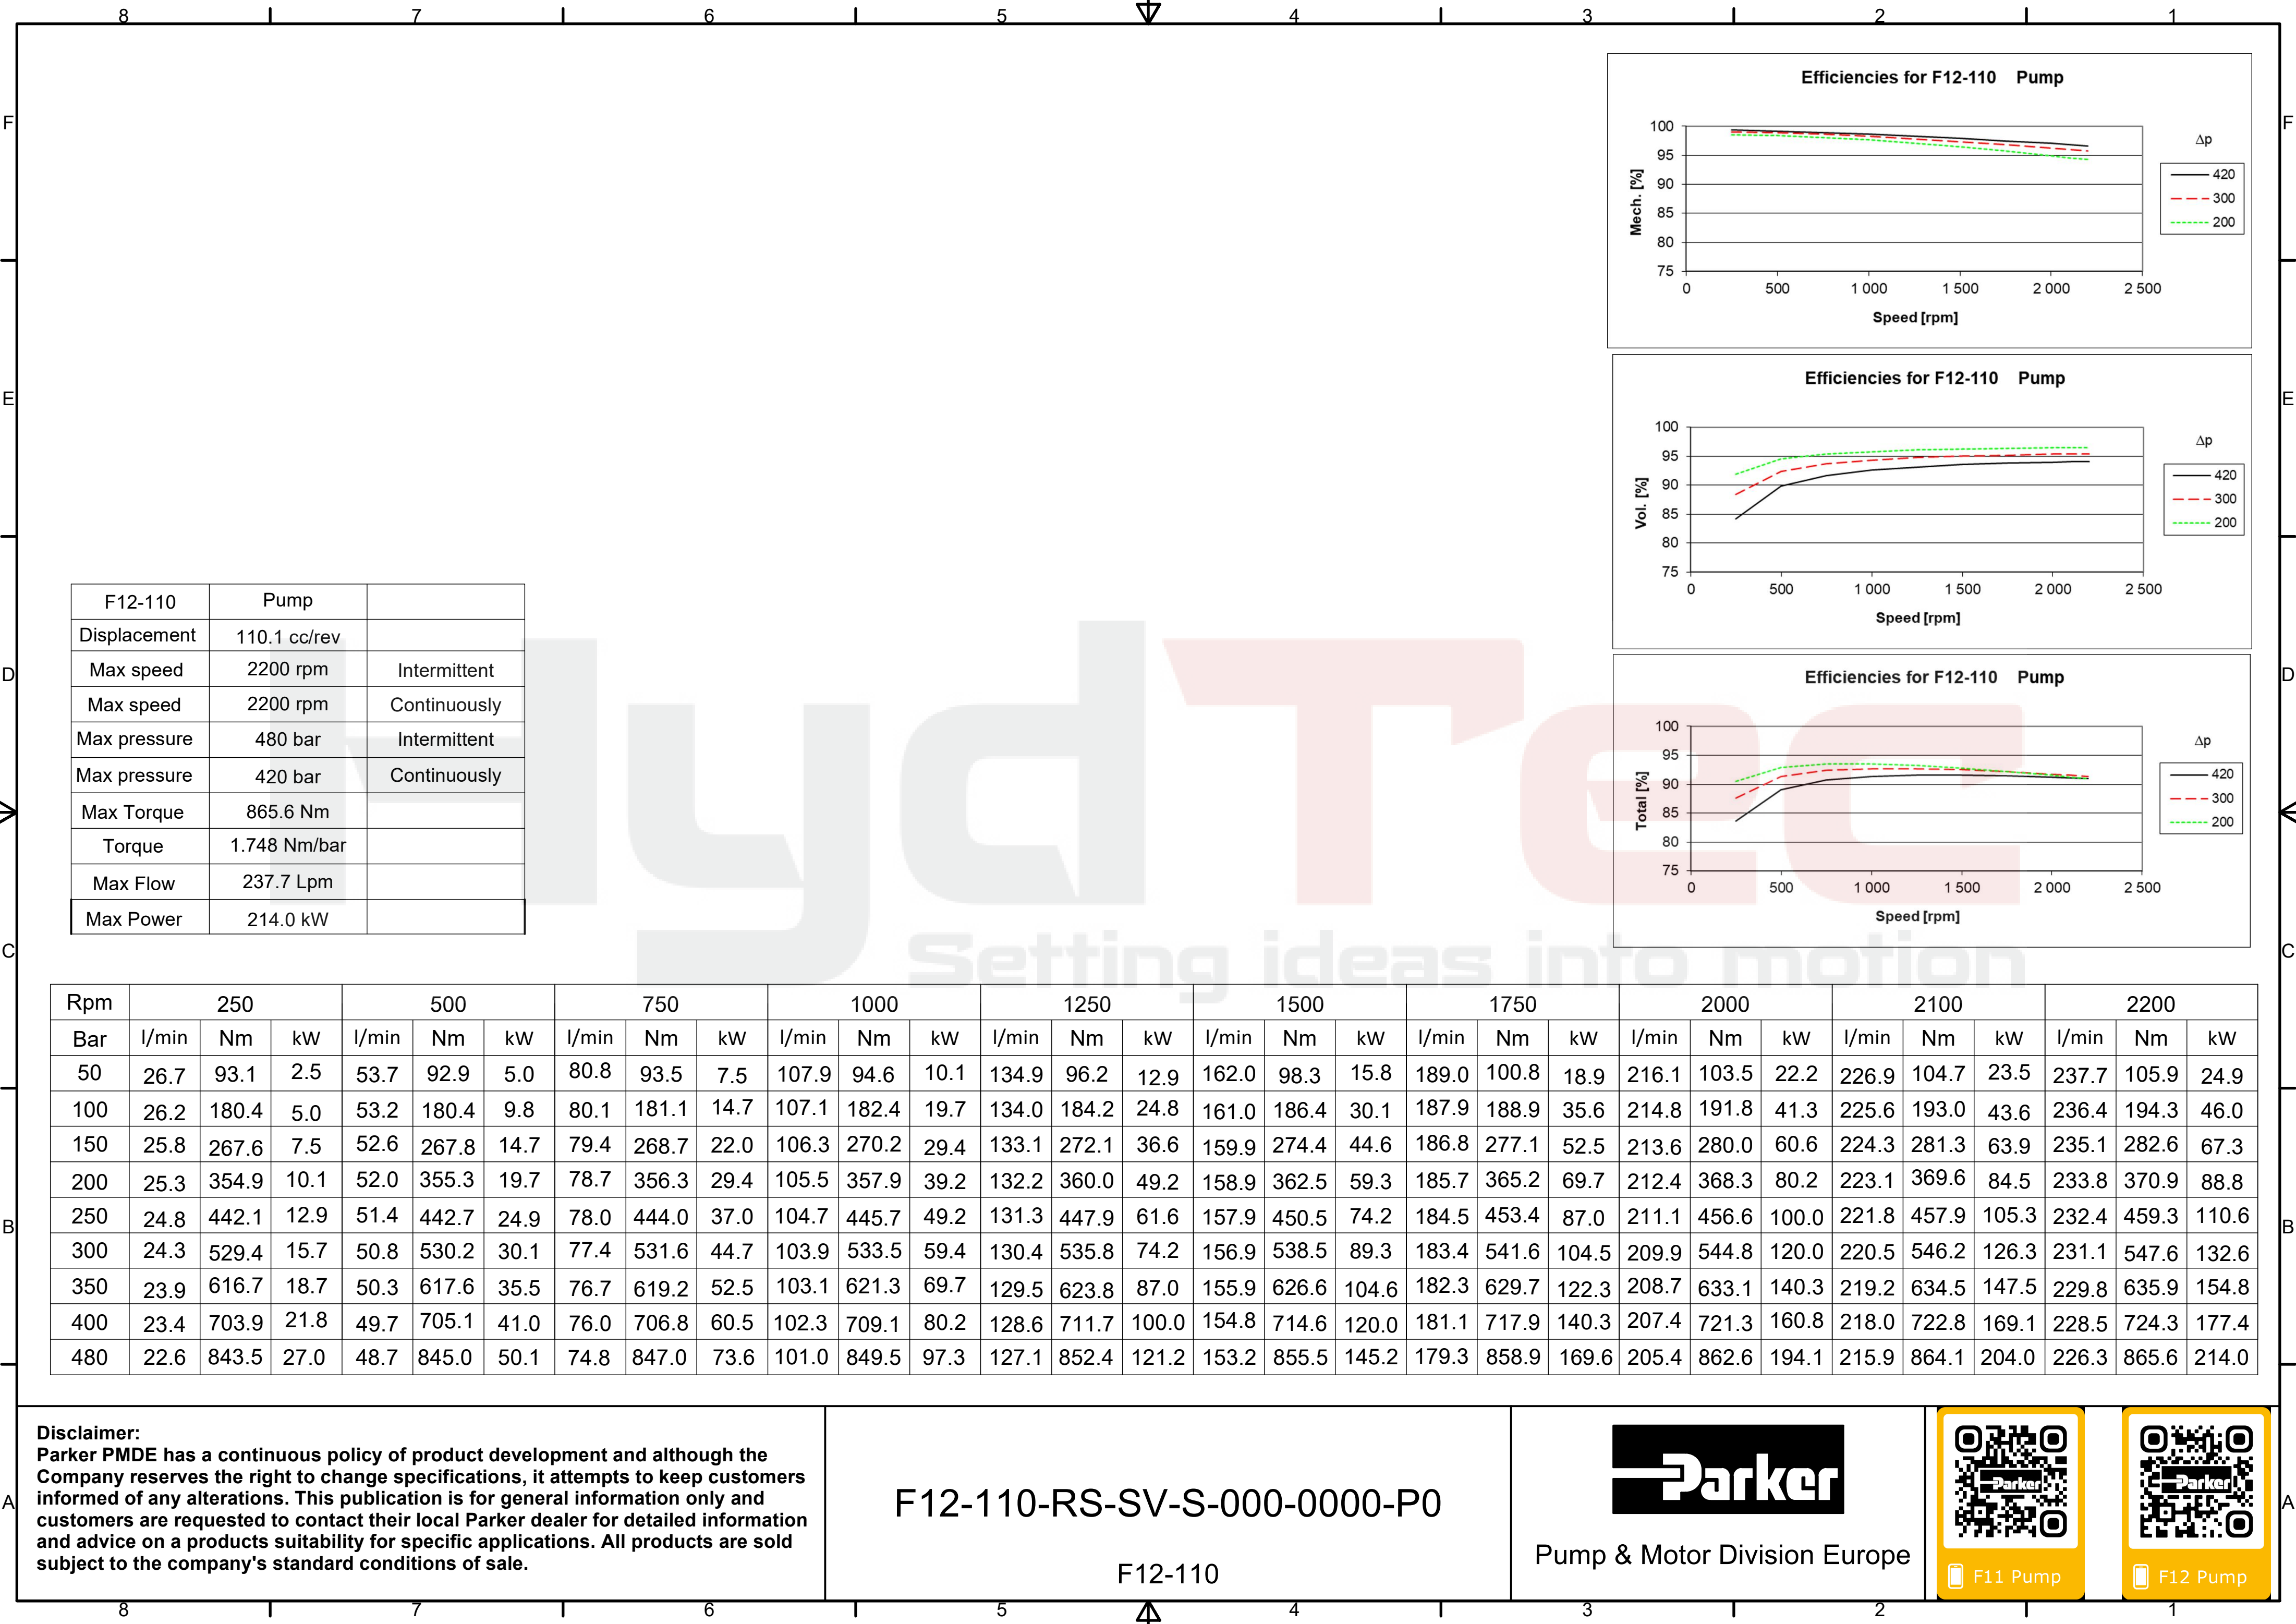 8 7 6 5 4 3 2 1
F
F
E
E
D
D
C
C
B
B
A
A
Efficiencies for F12-110 Pump
Mech. [%]
100
95
90
85
80
75
0 500 1 000 1 500 2 000 2 500
Speed [rpm]
Δp
420
300
200
Efficiencies for F12-110 Pump
Vol. [%]
100
95
90
85
80
75
0 500 1 000 1 500 2 000 2 500
Speed [rpm]
Δp
420
300
200
Efficiencies for F12-110 Pump
Total [%]
100
95
90
85
80
75
0 500 1 000 1 500 2 000 2 500
Speed [rpm]
Δp
420
300
200
F12-110 Pump
Displacement 110.1 cc/rev
Max speed 2200 rpm Intermittent
Max speed 2200 rpm Continuously
Max pressure 480 bar Intermittent
Max pressure 420 bar Continuously
Max Torque 865.6 Nm
Torque 1.748 Nm/bar
Max Flow 237.7 Lpm
Max Power 214.0 kW
HydTec
Setting ideas into motion
Rpm 250 500 750 1000 1250 1500 1750 2000 2100 2200
Bar l/min Nm kW l/min Nm kW l/min Nm kW l/min Nm kW l/min Nm kW l/min Nm kW l/min Nm kW l/min Nm kW l/min Nm kW l/min Nm kW
50 26.7 93.1 2.5 53.7 92.9 5.0 80.8 93.5 7.5 107.9 94.6 10.1 134.9 96.2 12.9 162.0 98.3 15.8 189.0 100.8 18.9 216.1 103.5 22.2 226.9 104.7 23.5 237.7 105.9 24.9
100 26.2 180.4 5.0 53.2 180.4 9.8 80.1 181.1 14.7 107.1 182.4 19.7 134.0 184.2 24.8 161.0 186.4 30.1 187.9 188.9 35.6 214.8 191.8 41.3 225.6 193.0 43.6 236.4 194.3 46.0
150 25.8 267.6 7.5 52.6 267.8 14.7 79.4 268.7 22.0 106.3 270.2 29.4 133.1 272.1 36.6 159.9 274.4 44.6 186.8 277.1 52.5 213.6 280.0 60.6 224.3 281.3 63.9 235.1 282.6 67.3
200 25.3 354.9 10.1 52.0 355.3 19.7 78.7 356.3 29.4 105.5 357.9 39.2 132.2 360.0 49.2 158.9 362.5 59.3 185.7 365.2 69.7 212.4 368.3 80.2 223.1 369.6 84.5 233.8 370.9 88.8
250 24.8 442.1 12.9 51.4 442.7 24.9 78.0 444.0 37.0 104.7 445.7 49.2 131.3 447.9 61.6 157.9 450.5 74.2 184.5 453.4 87.0 211.1 456.6 100.0 221.8 457.9 105.3 232.4 459.3 110.6
300 24.3 529.4 15.7 50.8 530.2 30.1 77.4 531.6 44.7 103.9 533.5 59.4 130.4 535.8 74.2 156.9 538.5 89.3 183.4 541.6 104.5 209.9 544.8 120.0 220.5 546.2 126.3 231.1 547.6 132.6
350 23.9 616.7 18.7 50.3 617.6 35.5 76.7 619.2 52.5 103.1 621.3 69.7 129.5 623.8 87.0 155.9 626.6 104.6 182.3 629.7 122.3 208.7 633.1 140.3 219.2 634.5 147.5 229.8 635.9 154.8
400 23.4 703.9 21.8 49.7 705.1 41.0 76.0 706.8 60.5 102.3 709.1 80.2 128.6 711.7 100.0 154.8 714.6 120.0 181.1 717.9 140.3 207.4 721.3 160.8 218.0 722.8 169.1 228.5 724.3 177.4
480 22.6 843.5 27.0 48.7 845.0 50.1 74.8 847.0 73.6 101.0 849.5 97.3 127.1 852.4 121.2 153.2 855.5 145.2 179.3 858.9 169.6 205.4 862.6 194.1 215.9 864.1 204.0 226.3 865.6 214.0
Disclaimer:
Parker PMDE has a continuous policy of product development and although the
Company reserves the right to change specifications, it attempts to keep customers
informed of any alterations. This publication is for general information only and
customers are requested to contact their local Parker dealer for detailed information
and advice on a products suitability for specific applications. All products are sold
subject to the company's standard conditions of sale.
F12-110-RS-SV-S-000-0000-P0
F12-110
Parker
Pump & Motor Division Europe
Parker
F11 Pump
Parker
F12 Pump
8 7 6 5 4 3 2 1